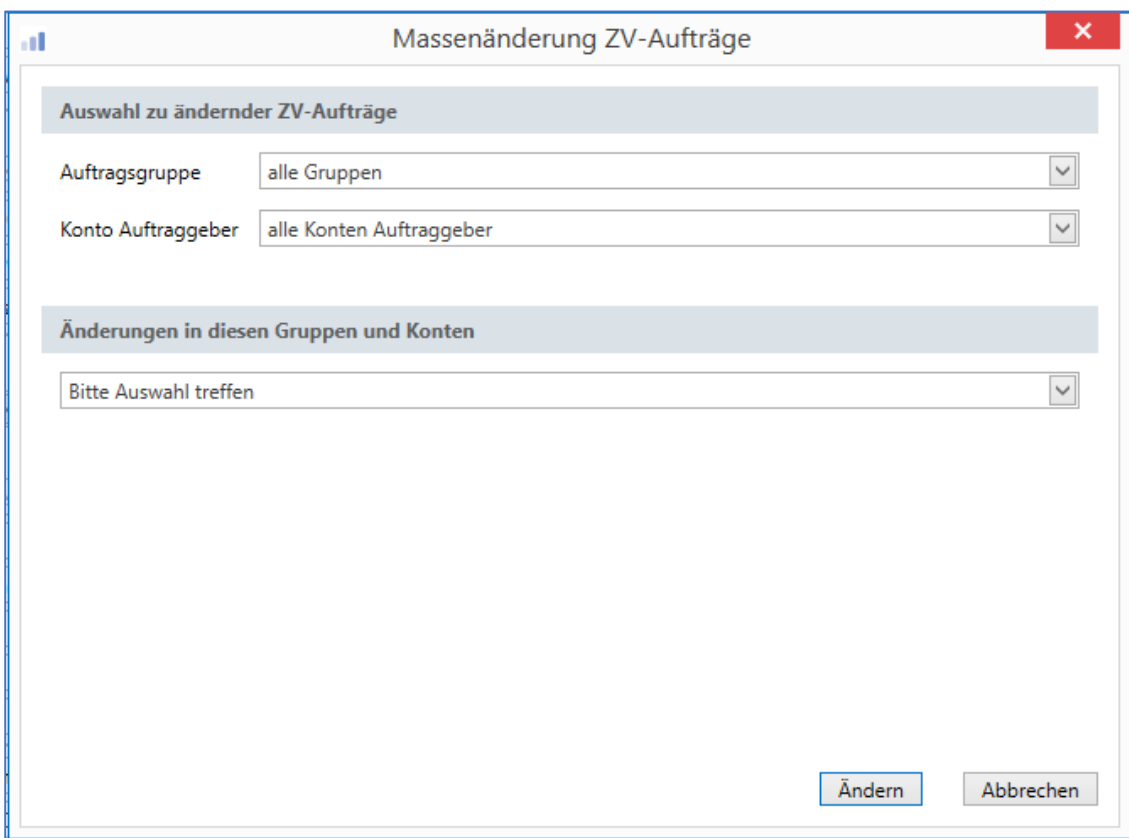 Massenänderung ZV-Aufträge
Auswahl zu ändernder ZV-Aufträge
Auftragsgruppe alle Gruppen
Konto Auftraggeber alle Konten Auftraggeber
Änderungen in diesen Gruppen und Konten
Bitte Auswahl treffen
Ändern Abbrechen